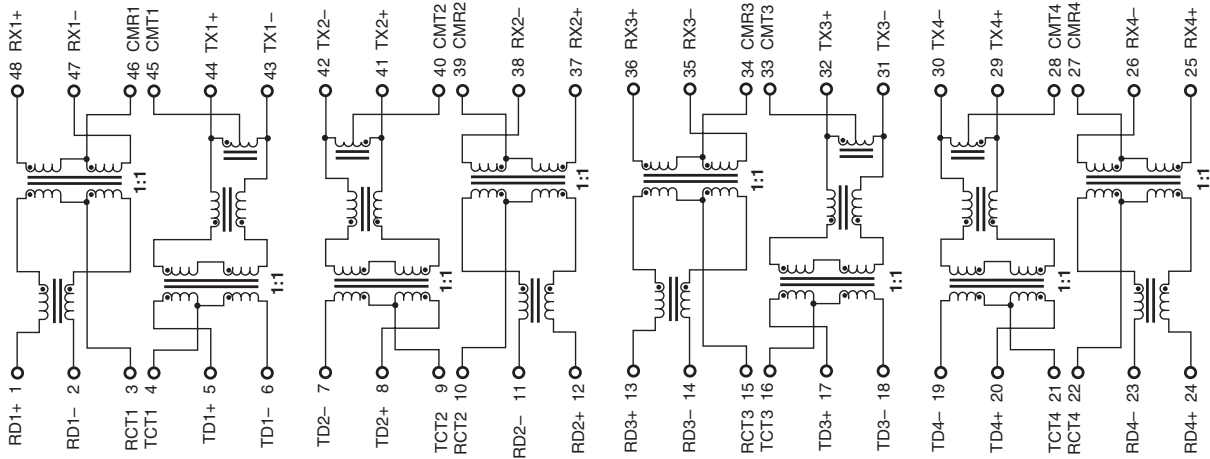 48 RX1+
47 RX1–
46 CMR1
45 CMT1
44 TX1+
43 TX1–
42 TX2–
41 TX2+
40 CMT2
39 CMR2
38 RX2–
37 RX2+
36 RX3+
35 RX3–
34 CMR3
33 CMT3
32 TX3+
31 TX3–
30 TX4–
29 TX4+
28 CMT4
27 CMR4
26 RX4–
25 RX4+
1:1
1:1
1:1
1:1
1:1
1:1
1:1
1:1
RD1+ 1
RD1– 2
RCT1 3
TCT1 4
TD1+ 5
TD1– 6
TD2– 7
TD2+ 8
TCT2 9
RCT2 10
RD2– 11
RD2+ 12
RD3+ 13
RD3– 14
RCT3 15
TCT3 16
TD3+ 17
TD3– 18
TD4– 19
TD4+ 20
TCT4 21
RCT4 22
RD4– 23
RD4+ 24